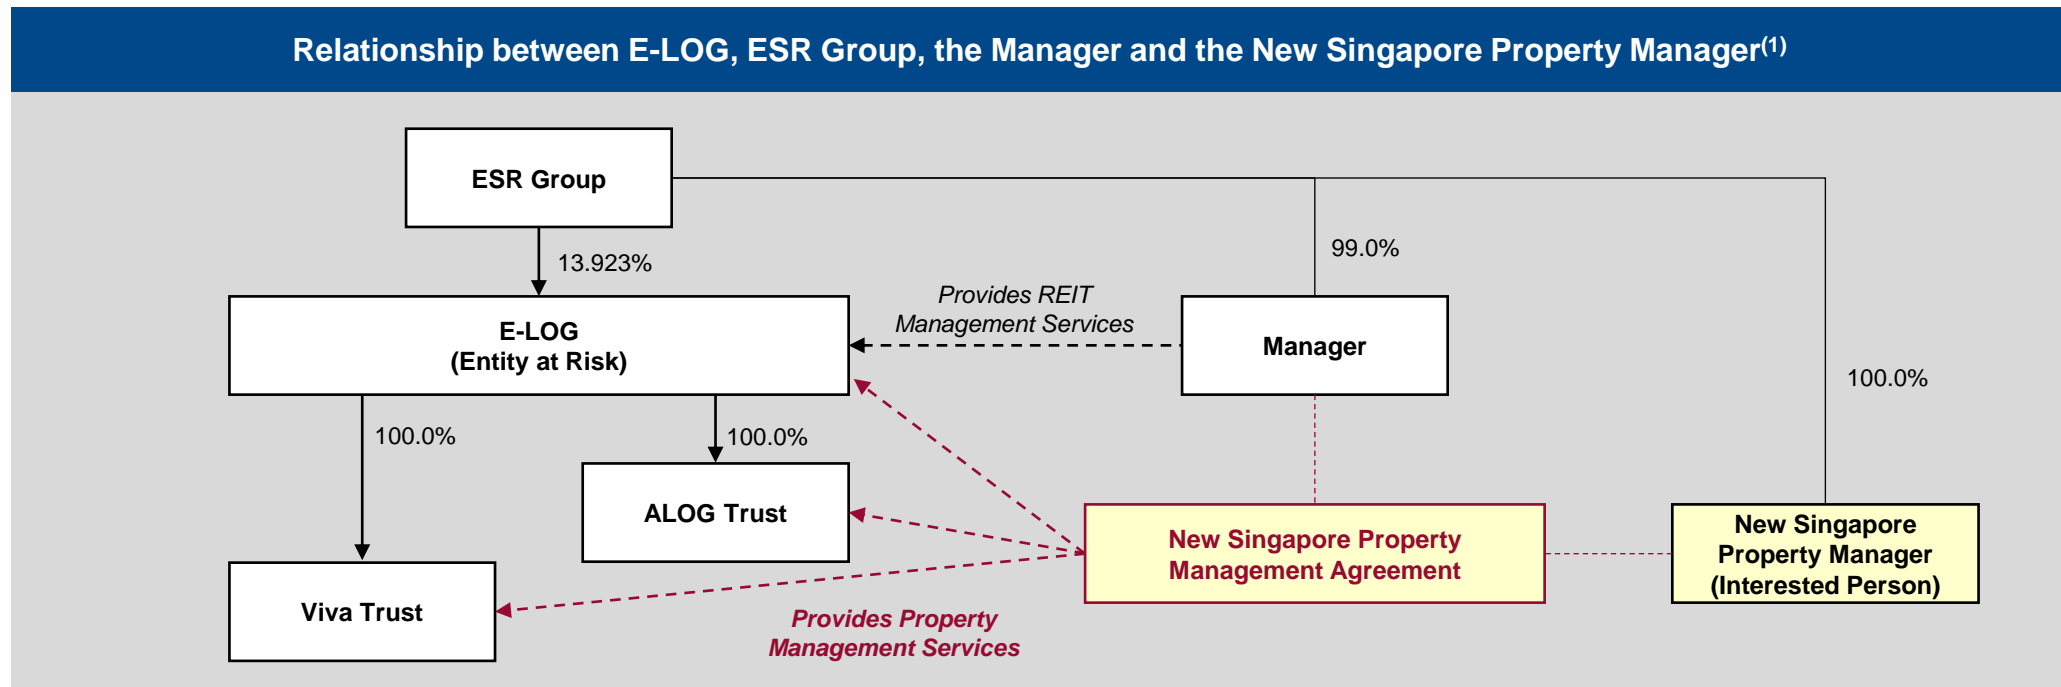 Relationship between E-LOG, ESR Group, the Manager and the New Singapore Property Manager(1)
ESR Group
13.923%
99.0%
100.0%
E-LOG
(Entity at Risk)
Provides REIT
Management Services
Manager
100.0%
100.0%
ALOG Trust
Viva Trust
New Singapore Property
Management Agreement
New Singapore
Property Manager
(Interested Person)
Provides Property
Management Services